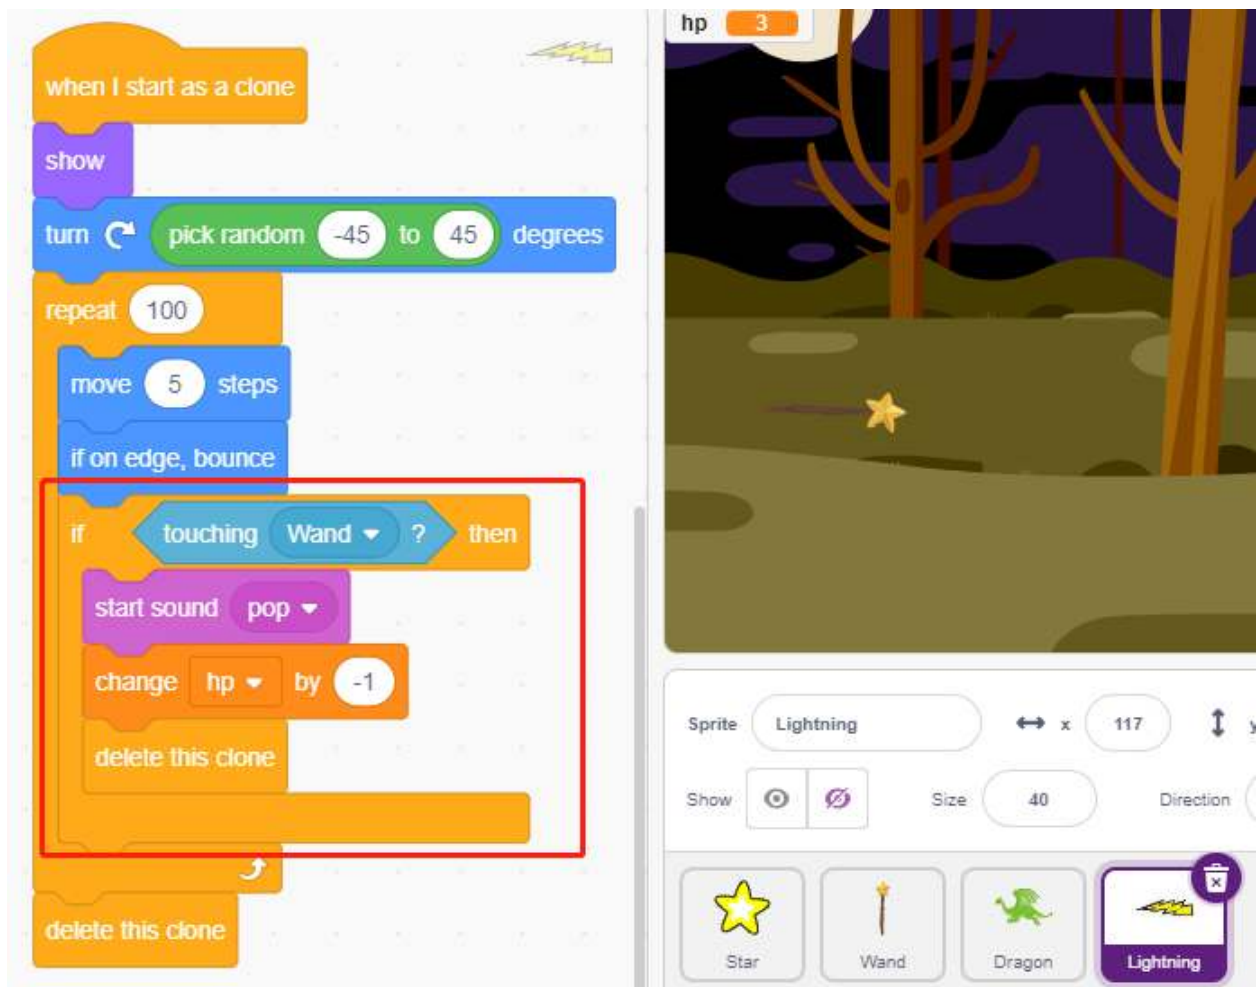 when I start as a clone
show
turn pick random -45 to 45 degrees
repeat 100
move 5 steps
if on edge, bounce
if touching Wand ? then
start sound pop
change hp by -1
delete this clone
delete this clone
hp 3
Sprite Lightning x 117 y
Show Size 40 Direction
Star Wand Dragon Lightning